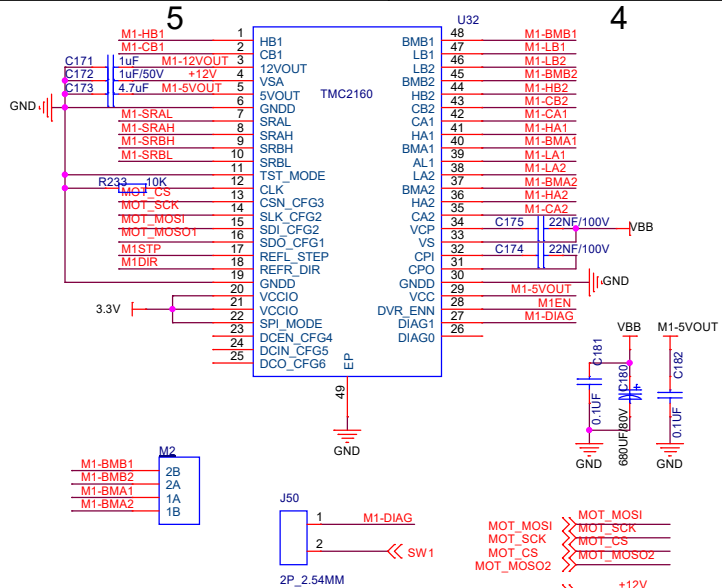 5
4
U32
TMC2160
M1-HB1 1 HB1
M1-CB1 2 CB1
C171 1uF M1-12VOUT 3 12VOUT
C172 1uF/50V +12V 4 VSA
C173 4.7uF M1-5VOUT 5 5VOUT
GND 6 GNDD
M1-SRAL 7 SRAL
M1-SRAH 8 SRAH
M1-SRBH 9 SRBH
M1-SRBL 10 SRBL
11 TST_MODE
R233 10K 12 CLK
MOT_CS 13 CSN_CFG3
MOT_SCK 14 SLK_CFG2
MOT_MOSI 15 SDI_CFG2
MOT_MOSO1 16 SDO_CFG1
M1STP 17 REFL_STEP
M1DIR 18 REFR_DIR
19 GNDD
20 VCCIO
3.3V 21 VCCIO
22 SPI_MODE
23 DCEN_CFG4
24 DCIN_CFG5
25 DCO_CFG6
BMB1 48 M1-BMB1
LB1 47 M1-LB1
LB2 46 M1-LB2
BMB2 45 M1-BMB2
HB2 44 M1-HB2
CB2 43 M1-CB2
CA1 42 M1-CA1
HA1 41 M1-HA1
BMA1 40 M1-BMA1
AL1 39 M1-LA1
LA2 38 M1-LA2
BMA2 37 M1-BMA2
HA2 36 M1-HA2
CA2 35 M1-CA2
VCP 34 C175 22NF/100V VBB
VS 33
CPI 32 C174 22NF/100V
CPO 31
GNDD 30 GND
VCC 29 M1-5VOUT
DVR_ENN 28 M1EN
DIAG1 27 M1-DIAG
DIAG0 26
EP
49
GND
VBB M1-5VOUT
C181
0.1UF
C180
680UF/80V
C182
0.1UF
GND GND
M2
M1-BMB1 2B
M1-BMB2 2A
M1-BMA1 1A
M1-BMA2 1B
J50
1 M1-DIAG
2 SW1
2P_2.54MM
MOT_MOSI MOT_MOSI
MOT_SCK MOT_SCK
MOT_CS MOT_CS
MOT_MOSO2 MOT_MOSO2
+12V